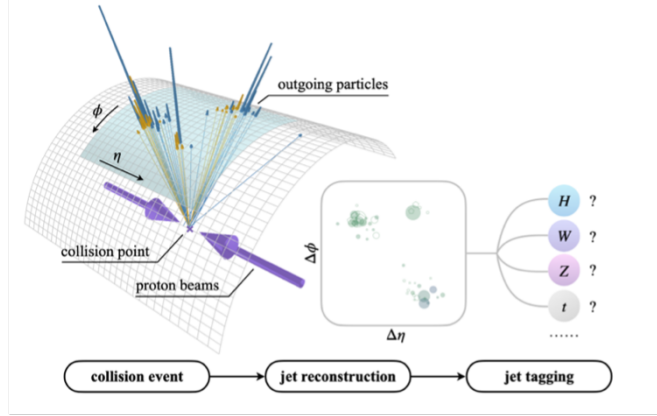 outgoing particles
ϕ
η
collision point
proton beams
Δϕ
Δη
H ?
W ?
Z ?
t ?
......
collision event
jet reconstruction
jet tagging